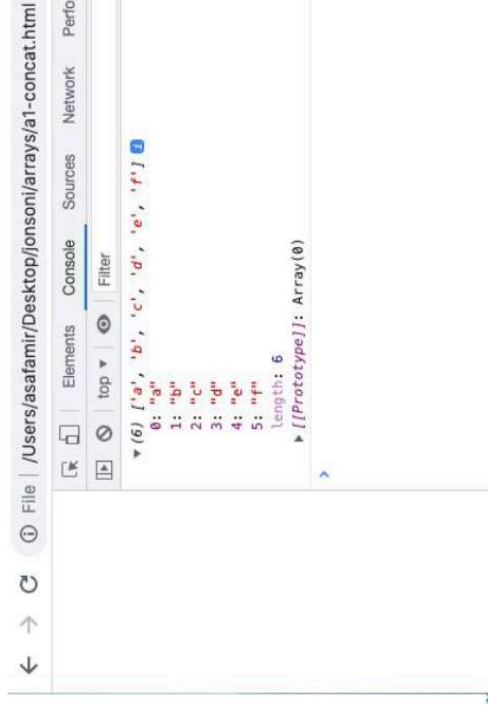 File | /Users/asafamir/Desktop/jonsoni/arrays/a1-concat.html
Elements Console Sources Network Perfo
top Filter
(6) ['a', 'b', 'c', 'd', 'e', 'f']
0: "a"
1: "b"
2: "c"
3: "d"
4: "e"
5: "f"
length: 6
[[Prototype]]: Array(0)